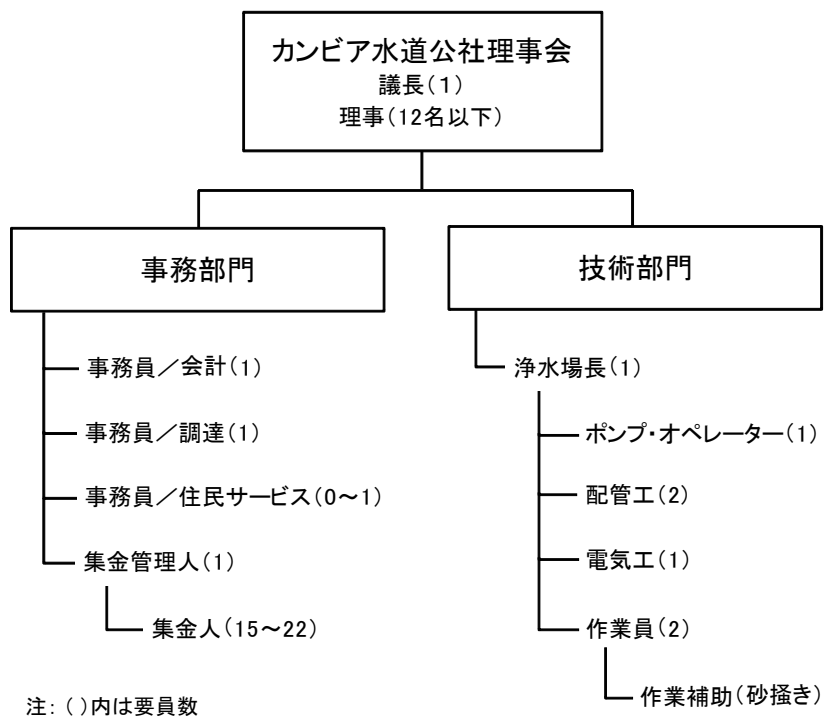 カンビア水道公社理事会
議長(1)
理事(12名以下)
事務部門
事務員／会計(1)
事務員／調達(1)
事務員／住民サービス(0～1)
集金管理人(1)
集金人(15～22)
技術部門
浄水場長(1)
ポンプ・オペレーター(1)
配管工(2)
電気工(1)
作業員(2)
作業補助(砂掻き)
注: ( )内は要員数